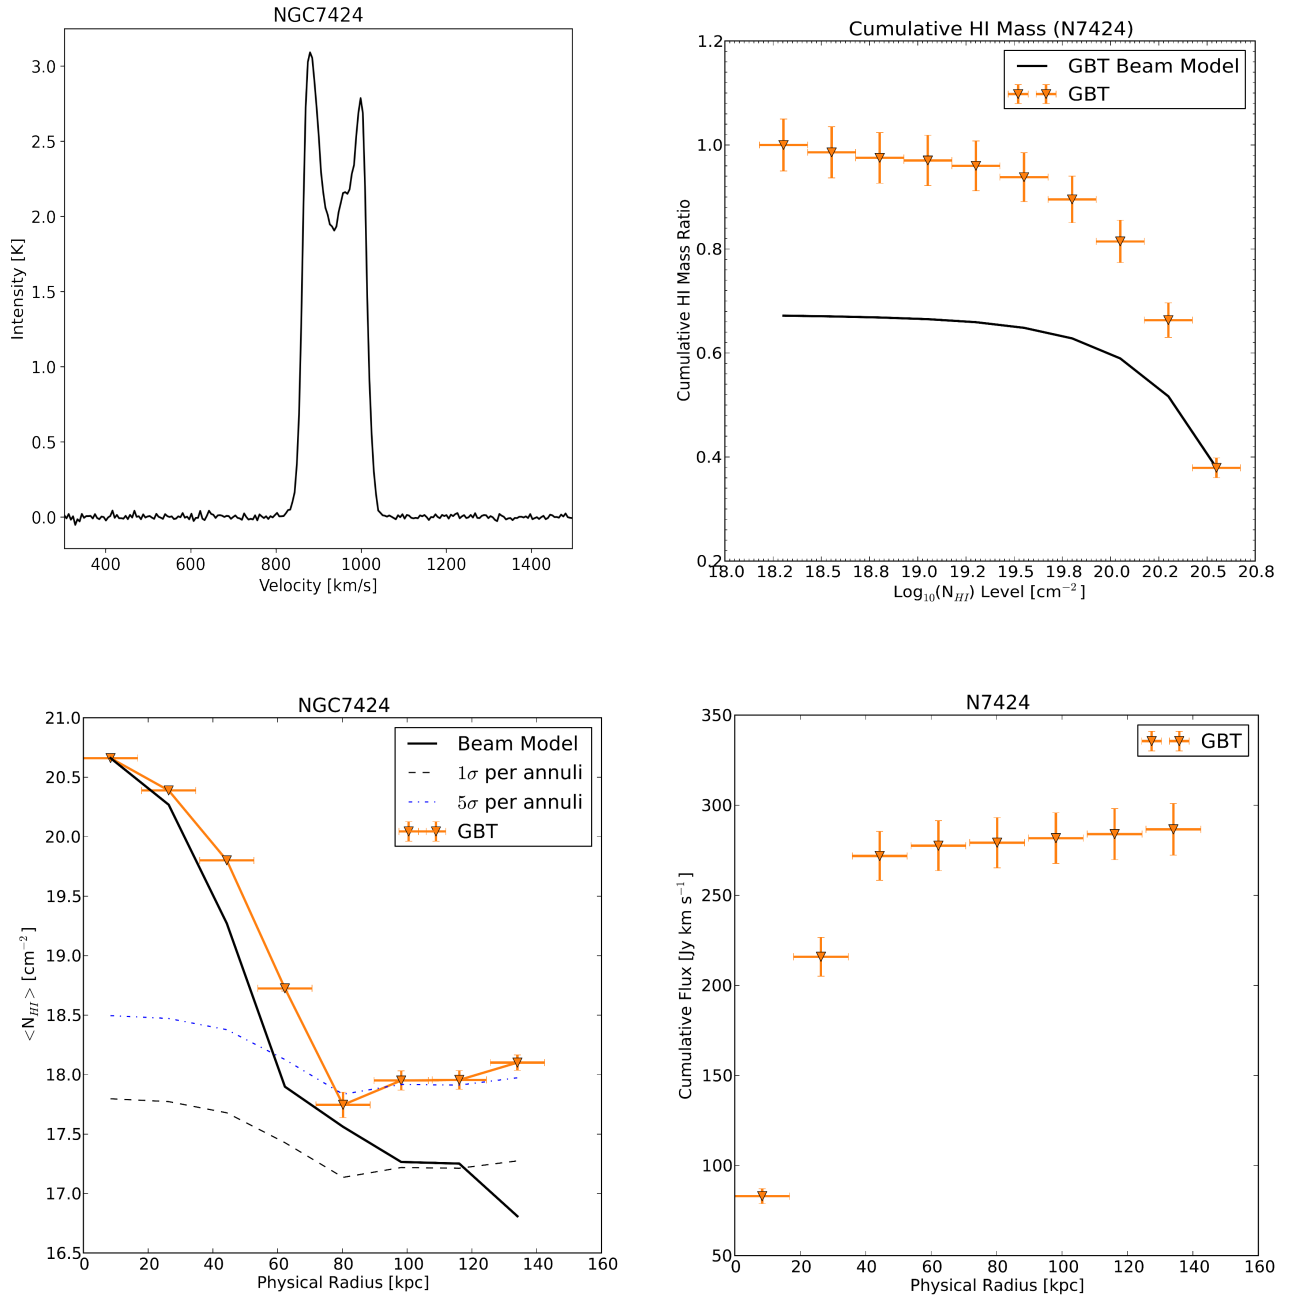 NGC7424
3.0
2.5
2.0
1.5
1.0
0.5
0.0
Intensity [K]
400 600 800 1000 1200 1400
Velocity [km/s]
Cumulative HI Mass (N7424)
GBT Beam Model
GBT
1.2
1.0
0.8
0.6
0.4
0.2
Cumulative HI Mass Ratio
18.0 18.2 18.5 18.8 19.0 19.2 19.5 19.8 20.0 20.2 20.5 20.8
Log₁₀(N_HI) Level [cm⁻²]
NGC7424
Beam Model
1σ per annuli
5σ per annuli
GBT
21.0
20.5
20.0
19.5
19.0
18.5
18.0
17.5
17.0
16.5
<N_HI> [cm⁻²]
0 20 40 60 80 100 120 140 160
Physical Radius [kpc]
N7424
GBT
350
300
250
200
150
100
50
Cumulative Flux [Jy km s⁻¹]
0 20 40 60 80 100 120 140 160
Physical Radius [kpc]